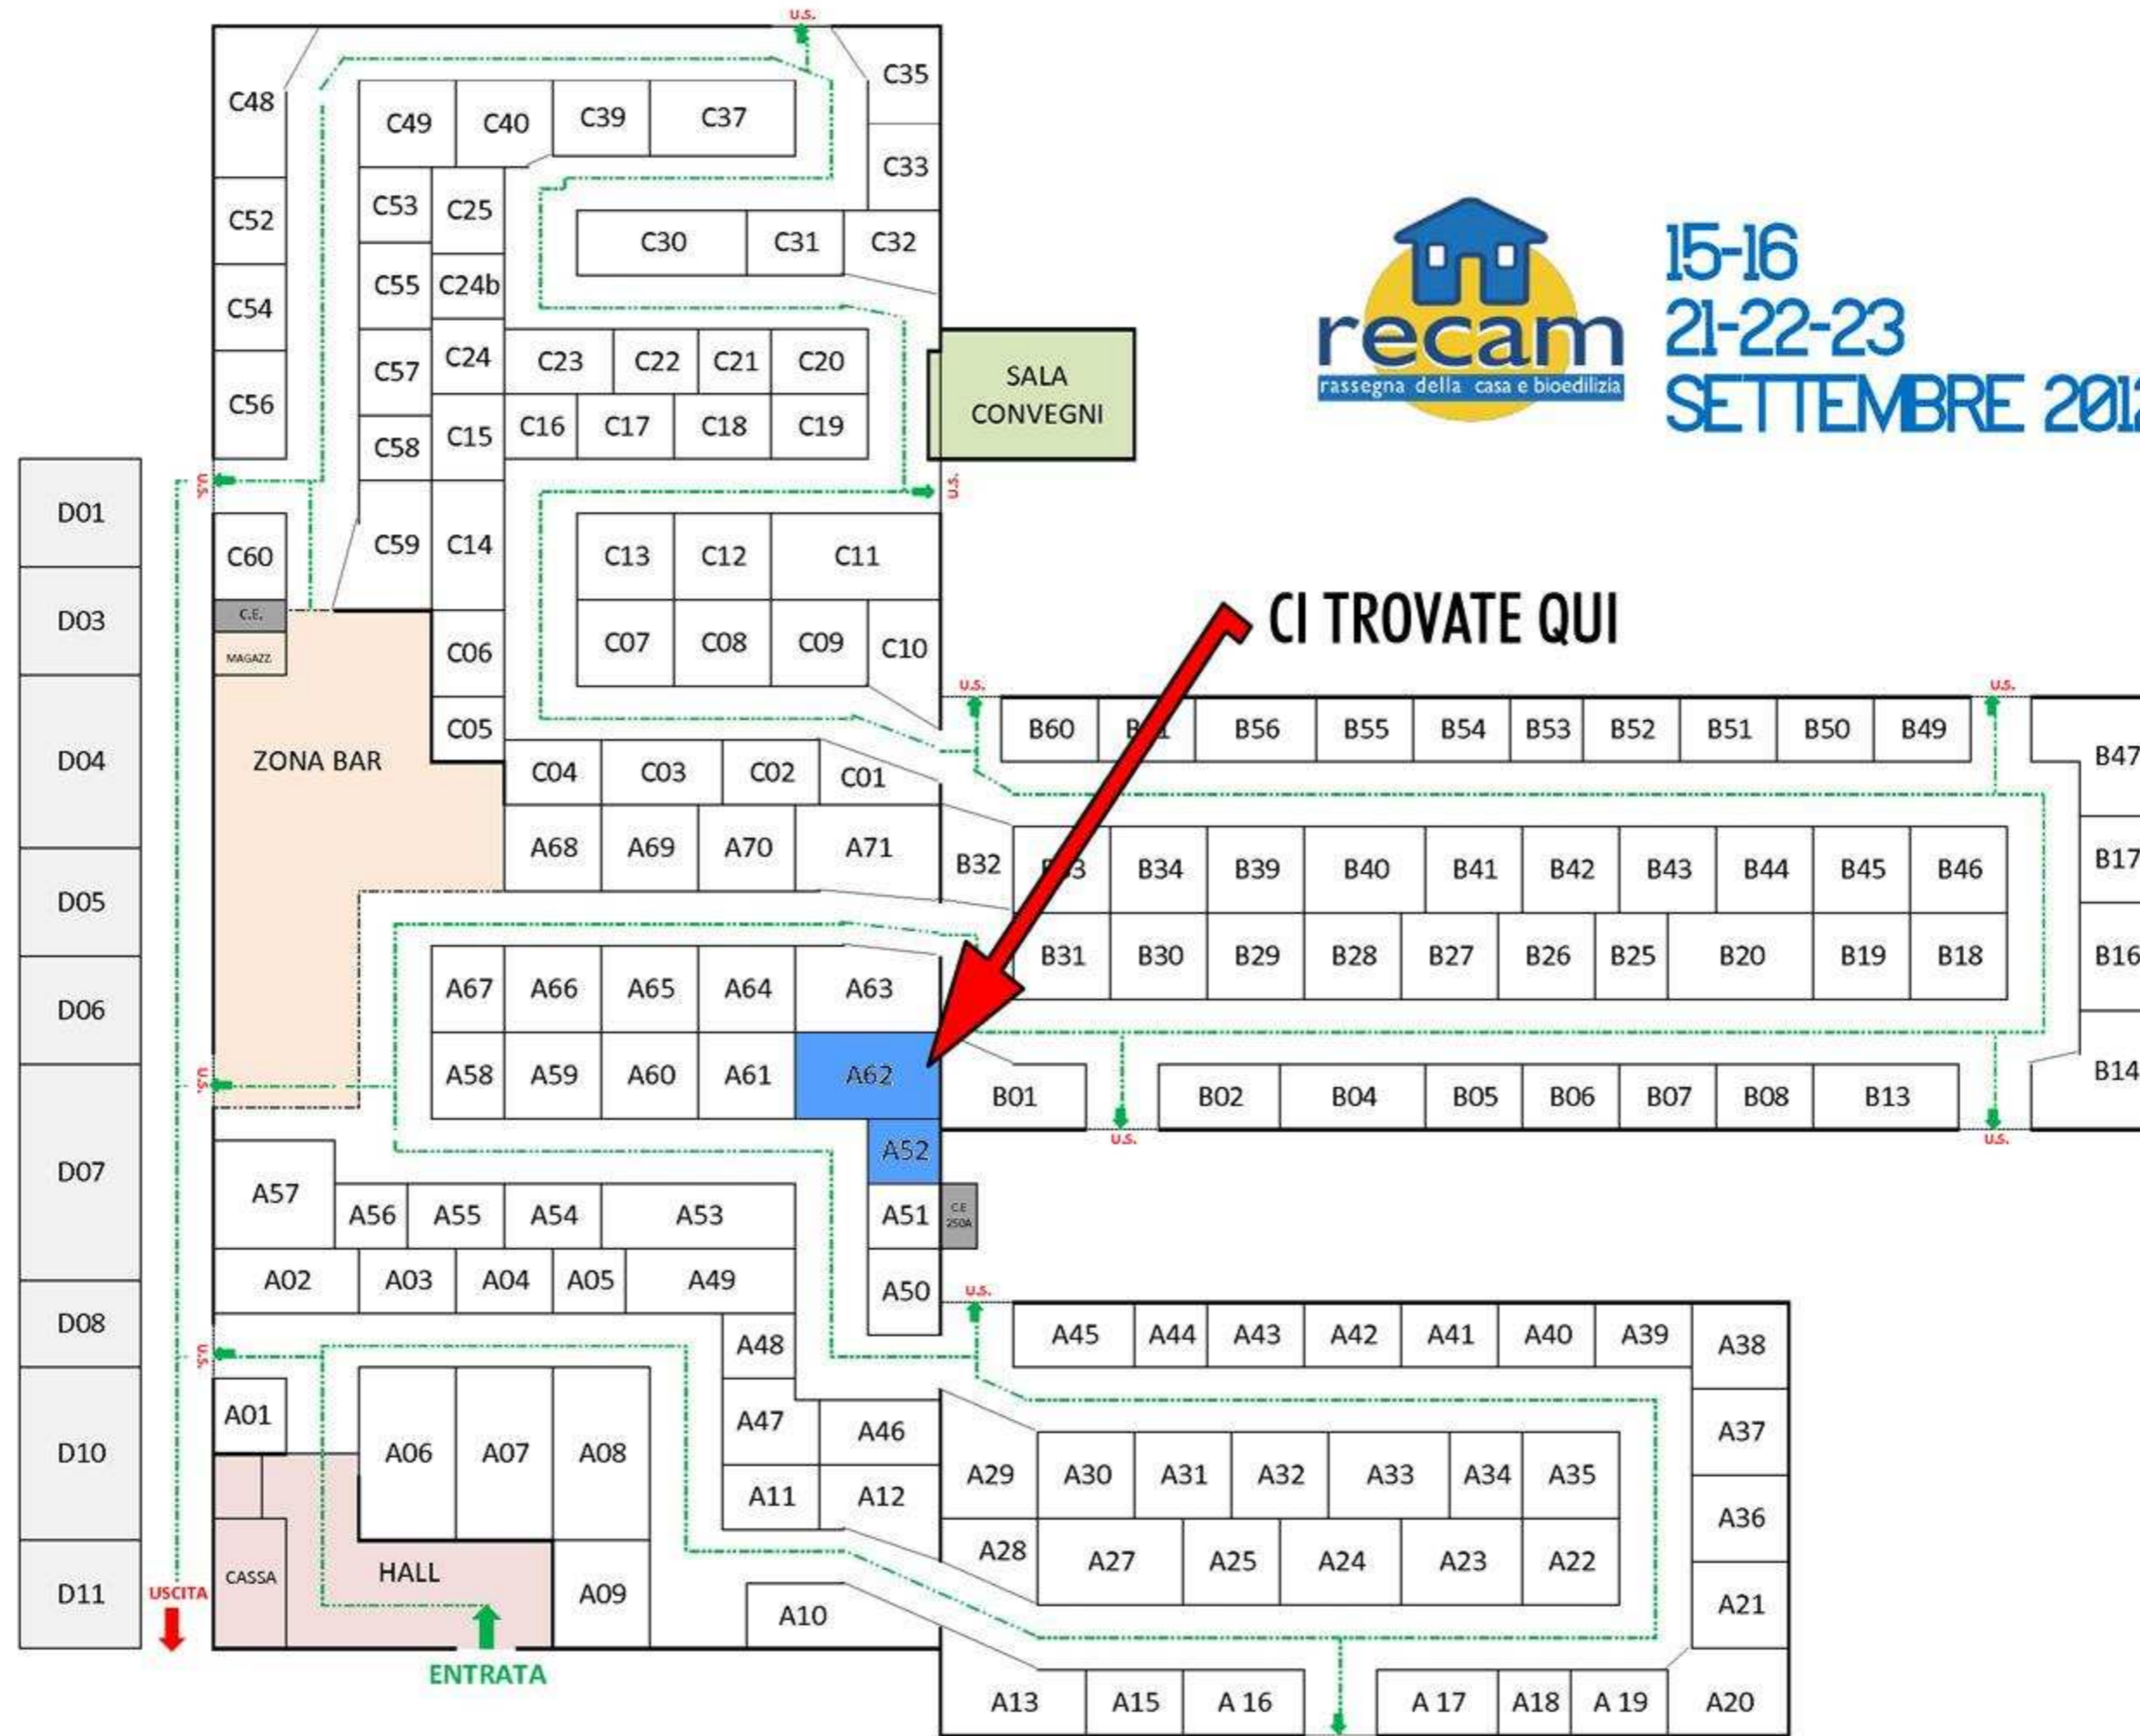 U.S.
C35
C48
C49
C40
C39
C37
C33
C53
C25
C52
C30
C31
C32
C55
C24b
C54
C57
C24
C23
C22
C21
C20
C56
C58
C15
C16
C17
C18
C19
SALA
CONVEGNI
recam
rassegna della casa e bioedilizia
15-16
21-22-23
SETTEMBRE
U.S.
U.S.
D01
C60
C59
C14
C13
C12
C11
C.E.
D03
MAGAZZ.
C06
C07
C08
C09
C10
CI TROVATE QUI
C05
U.S.
U.S.
B60
B56
B55
B54
B53
B52
B51
B50
B49
B47
D04
ZONA BAR
C04
C03
C02
C01
A68
A69
A70
A71
B32
B34
B39
B40
B41
B42
B43
B44
B45
B46
B17
D05
B31
B30
B29
B28
B27
B26
B25
B20
B19
B18
B16
D06
A67
A66
A65
A64
A63
A58
A59
A60
A61
A62
U.S.
B01
B02
B04
B05
B06
B07
B08
B13
B14
U.S.
U.S.
A52
D07
A57
A56
A55
A54
A53
A51
C.E
250A
A02
A03
A04
A05
A49
A50
U.S.
D08
U.S.
A48
A45
A44
A43
A42
A41
A40
A39
A38
A01
A06
A07
A08
A47
A46
A37
D10
A11
A12
A29
A30
A31
A32
A33
A34
A35
A36
A28
A27
A25
A24
A23
A22
CASSA
HALL
A09
D11
USCITA
A10
A21
ENTRATA
A13
A15
A 16
A 17
A18
A 19
A20